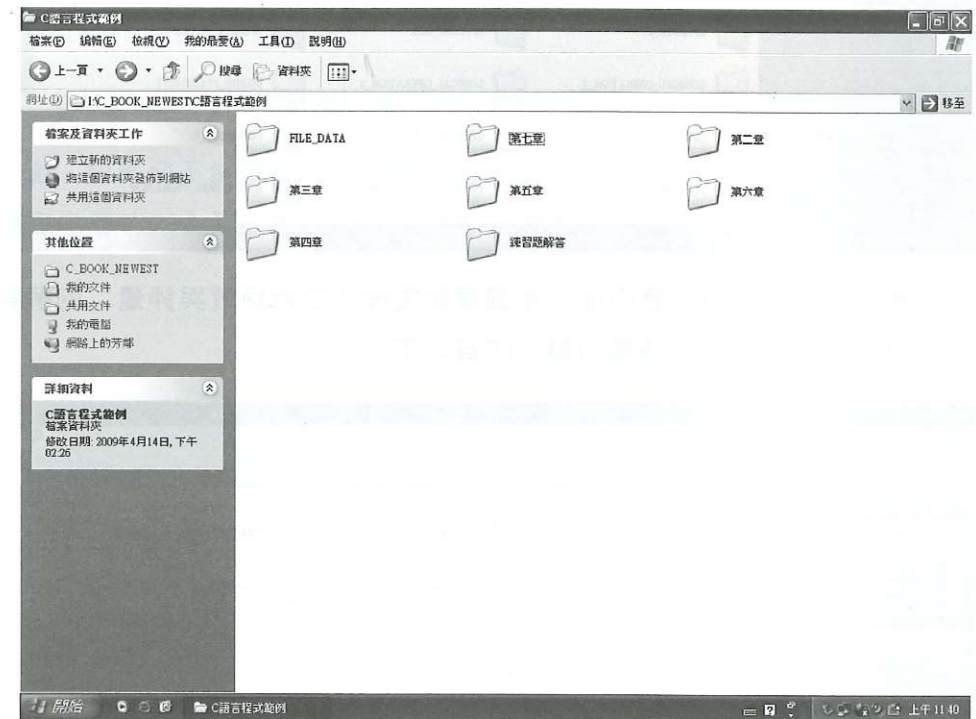 C語言程式範例
檔案(F) 編輯(E) 檢視(V) 我的最愛(A) 工具(T) 說明(H)
上一頁 搜尋 資料夾
網址(D) I:\C_BOOK_NEWEST\C語言程式範例 移至
檔案及資料夾工作
建立新的資料夾
將這個資料夾發佈到網站
共用這個資料夾
其他位置
C_BOOK_NEWEST
我的文件
共用文件
我的電腦
網路上的芳鄰
詳細資料
C語言程式範例
檔案資料夾
修改日期: 2009年4月14日, 下午
02:26
FILE_DATA 第七章 第二章
第三章 第五章 第六章
第四章 練習題解答
開始 C語言程式範例 上午 11:40